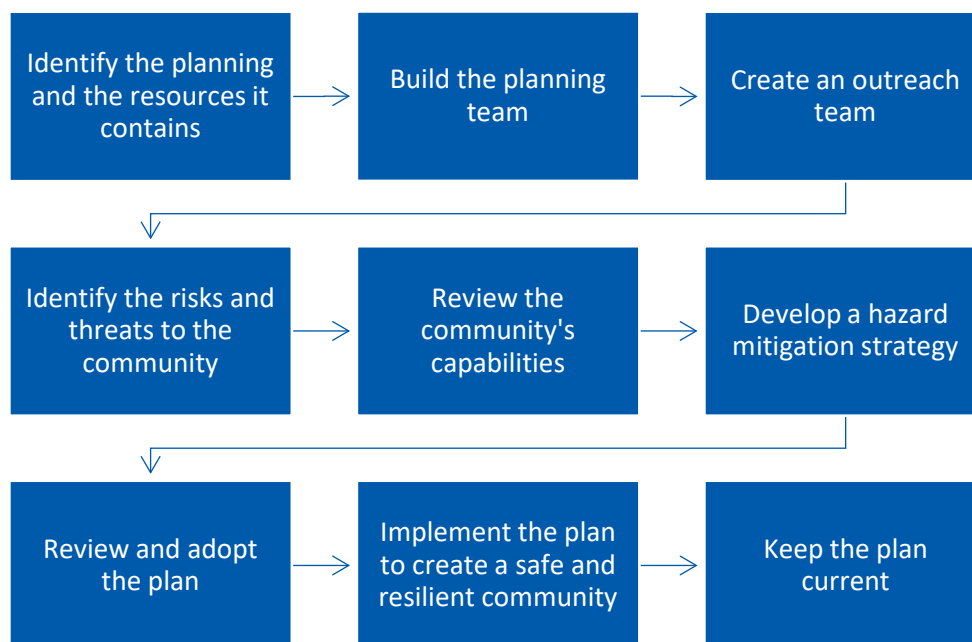 Identify the planning
and the resources it
contains
Build the planning
team
Create an outreach
team
Identify the risks and
threats to the
community
Review the
community's
capabilities
Develop a hazard
mitigation strategy
Review and adopt
the plan
Implement the plan
to create a safe and
resilient community
Keep the plan
current